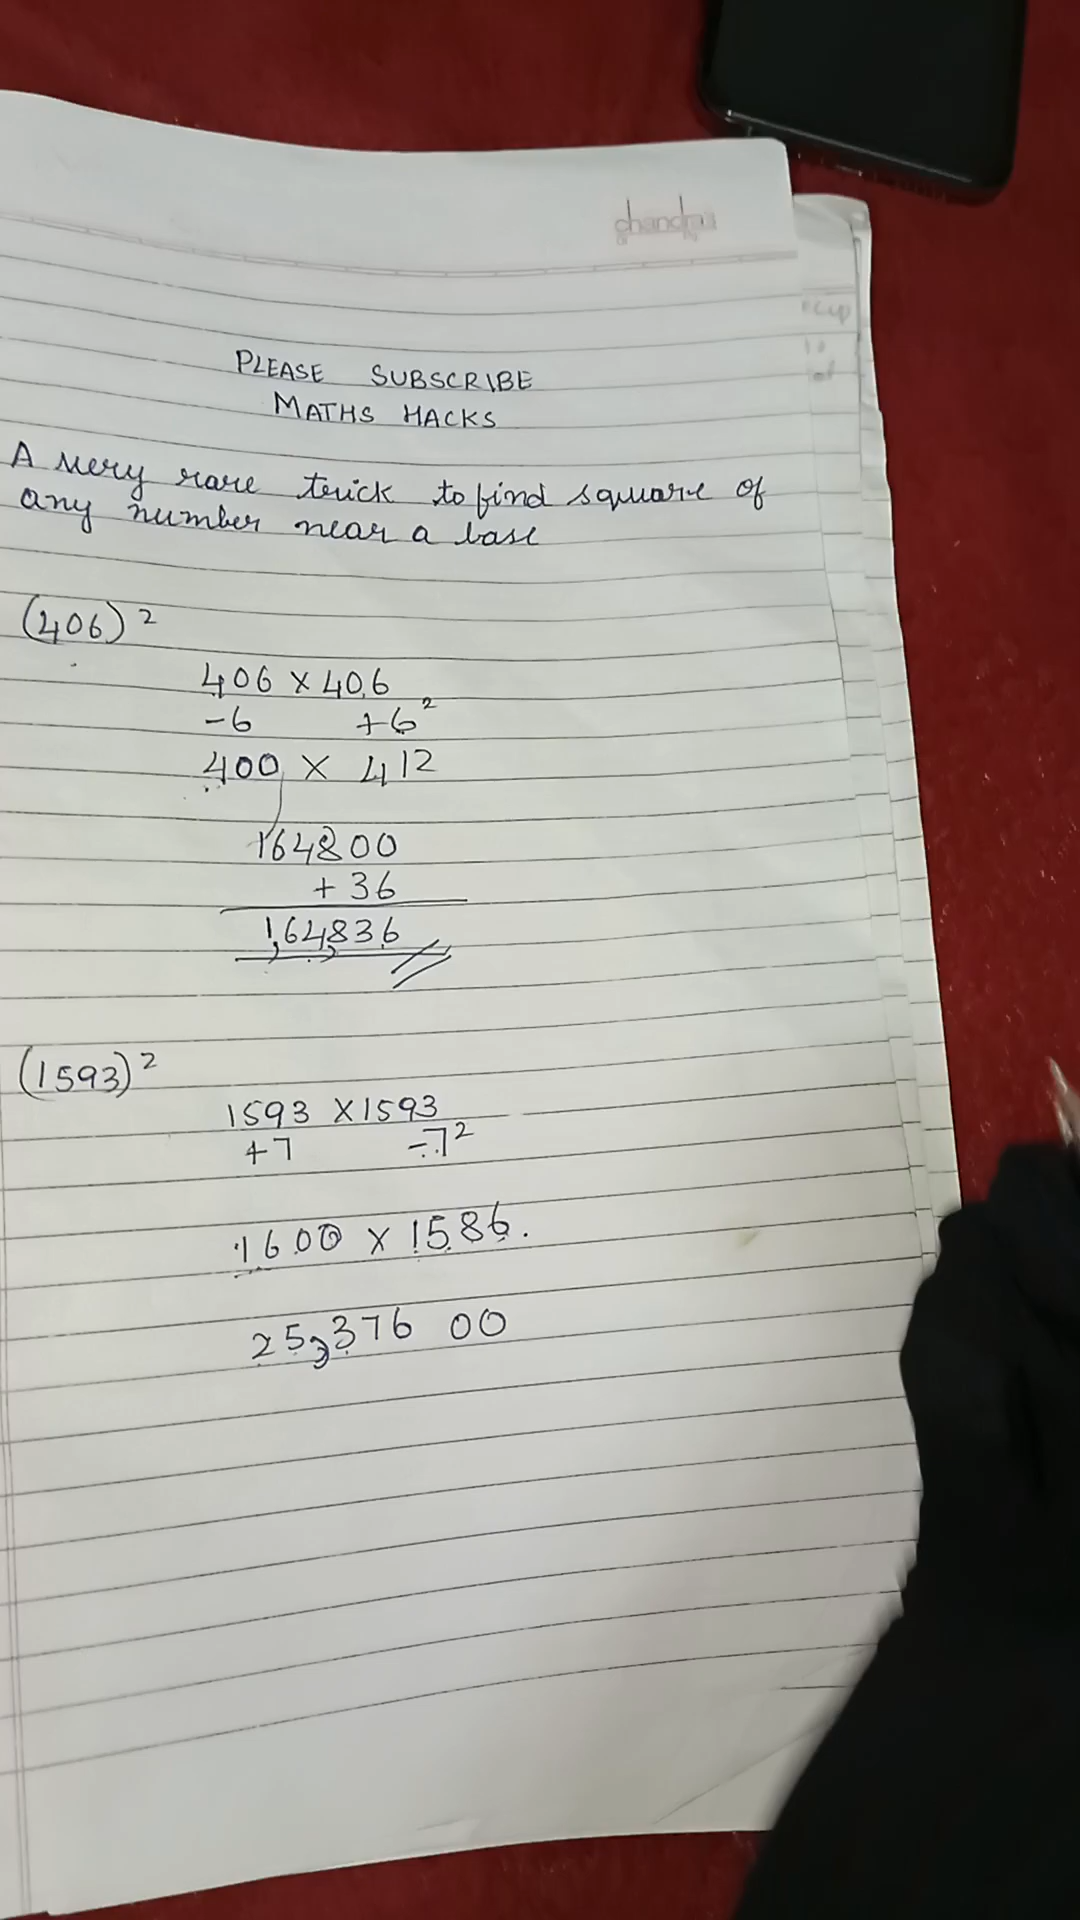 chandra
PLEASE SUBSCRIBE
MATHS HACKS
A very rare trick to find square of
any number near a base
(406)²
406 × 406
-6 +6²
400 × 412
164800
+ 36
1,64,836
(1593)²
1593 × 1593
+7 -7²
1600 × 1586.
25,376 00